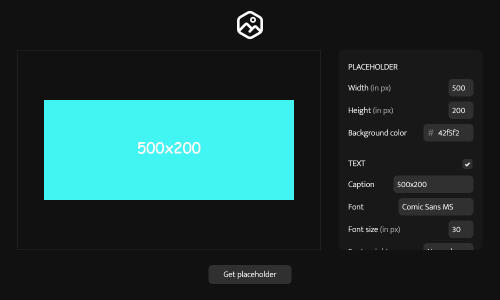 500x200
PLACEHOLDER
Width (in px) 500
Height (in px) 200
Background color # 42f5f2
TEXT
Caption 500x200
Font Comic Sans MS
Font size (in px) 30
Get placeholder